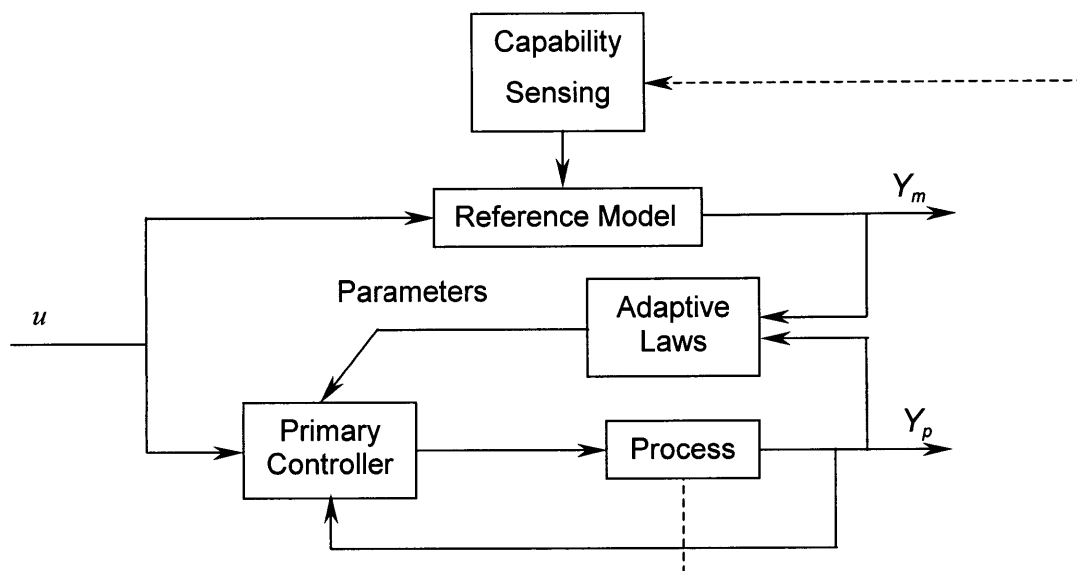 Capability
Sensing
Reference Model
Y_m
Parameters
Adaptive
Laws
u
Primary
Controller
Process
Y_p